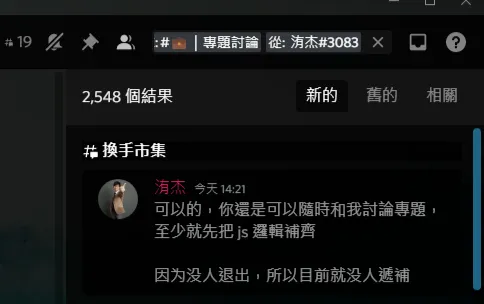 19 :#💼 | 專題討論 從: 洧杰#3083
2,548 個結果 新的 舊的 相關
換手市集
洧杰 今天 14:21
可以的，你還是可以隨時和我討論專題，
至少就先把 js 邏輯補齊
因为没人退出，所以目前就没人遞補